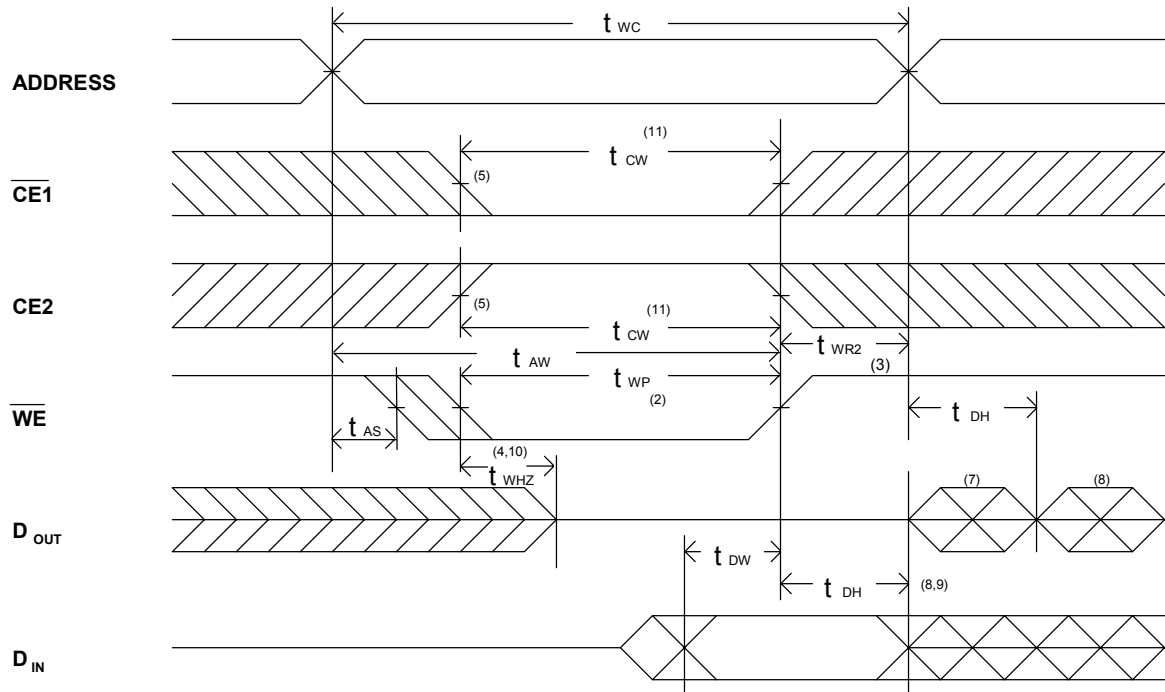 t WC
ADDRESS
(11)
t CW
CE1
(5)
CE2
(5)
(11)
t CW
t WR2
t AW
(3)
t WP
(2)
WE
t DH
t AS
(4,10)
t WHZ
(7)
(8)
D OUT
t DW
t DH
(8,9)
D IN